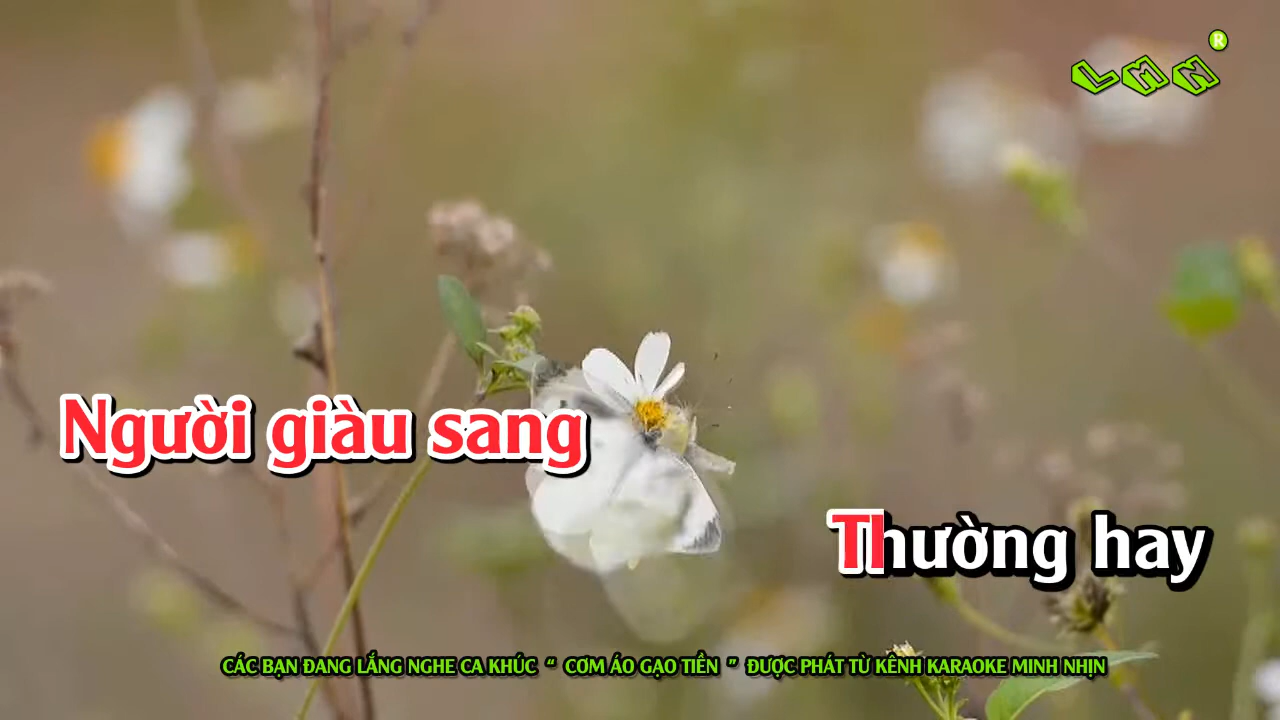 LMN®
Người giàu sang
Thường hay
CÁC BẠN ĐANG LẮNG NGHE CA KHÚC “ CƠM ÁO GẠO TIỀN ” ĐƯỢC PHÁT TỪ KÊNH KARAOKE MINH NHỊN